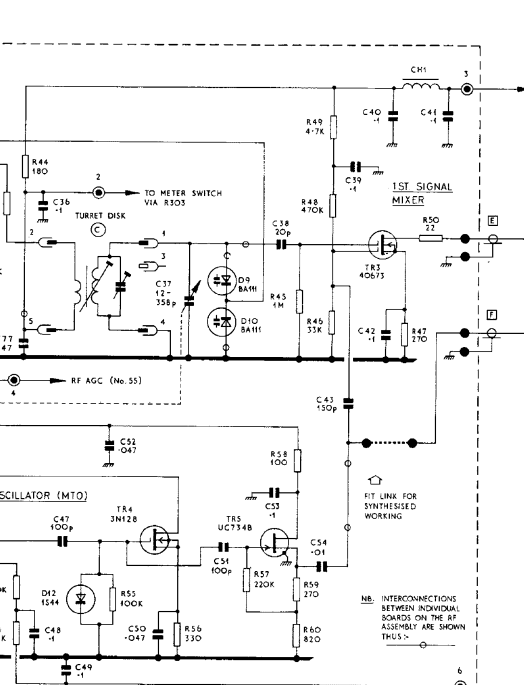 CH1
3
C40
·1
C41
·1
R49
4·7K
R44
180
C39
·1
2
TO METER SWITCH
VIA R303
C36
·1
R48
470K
1ST SIGNAL
MIXER
TURRET DISK
C
C38
20p
R50
22
E
2
1
3
TR3
40673
D9
BA111
C37
12–
358p
R45
1M
R46
33K
D10
BA111
F
5
4
C42
·1
R47
270
77
47
RF AGC (No. 55)
4
C43
150p
C52
·047
R58
100
FIT LINK FOR
SYNTHESISED
WORKING
SCILLATOR (MTO)
C53
·1
TR4
3N128
TR5
UC734B
C47
100p
C54
·01
C51
100p
R57
220K
R59
270
D12
1S44
R55
100K
NB. INTERCONNECTIONS
BETWEEN INDIVIDUAL
BOARDS ON THE RF
ASSEMBLY ARE SHOWN
THUS :-
C48
·1
C50
·047
R56
330
R60
820
K
C49
·1
6